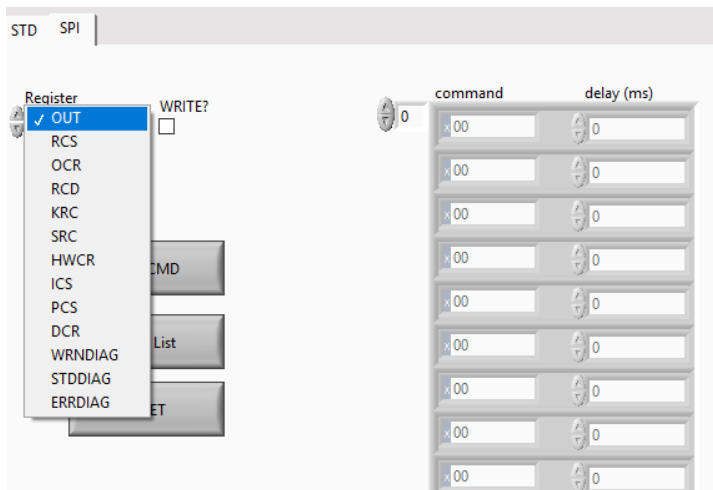 STD SPI
Register
WRITE?
✓ OUT
RCS
OCR
RCD
KRC
SRC
HWCR
ICS
PCS
DCR
WRNDIAG
STDDIAG
ERRDIAG
CMD
List
ET
command delay (ms)
0
x 00 0
x 00 0
x 00 0
x 00 0
x 00 0
x 00 0
x 00 0
x 00 0
x 00 0